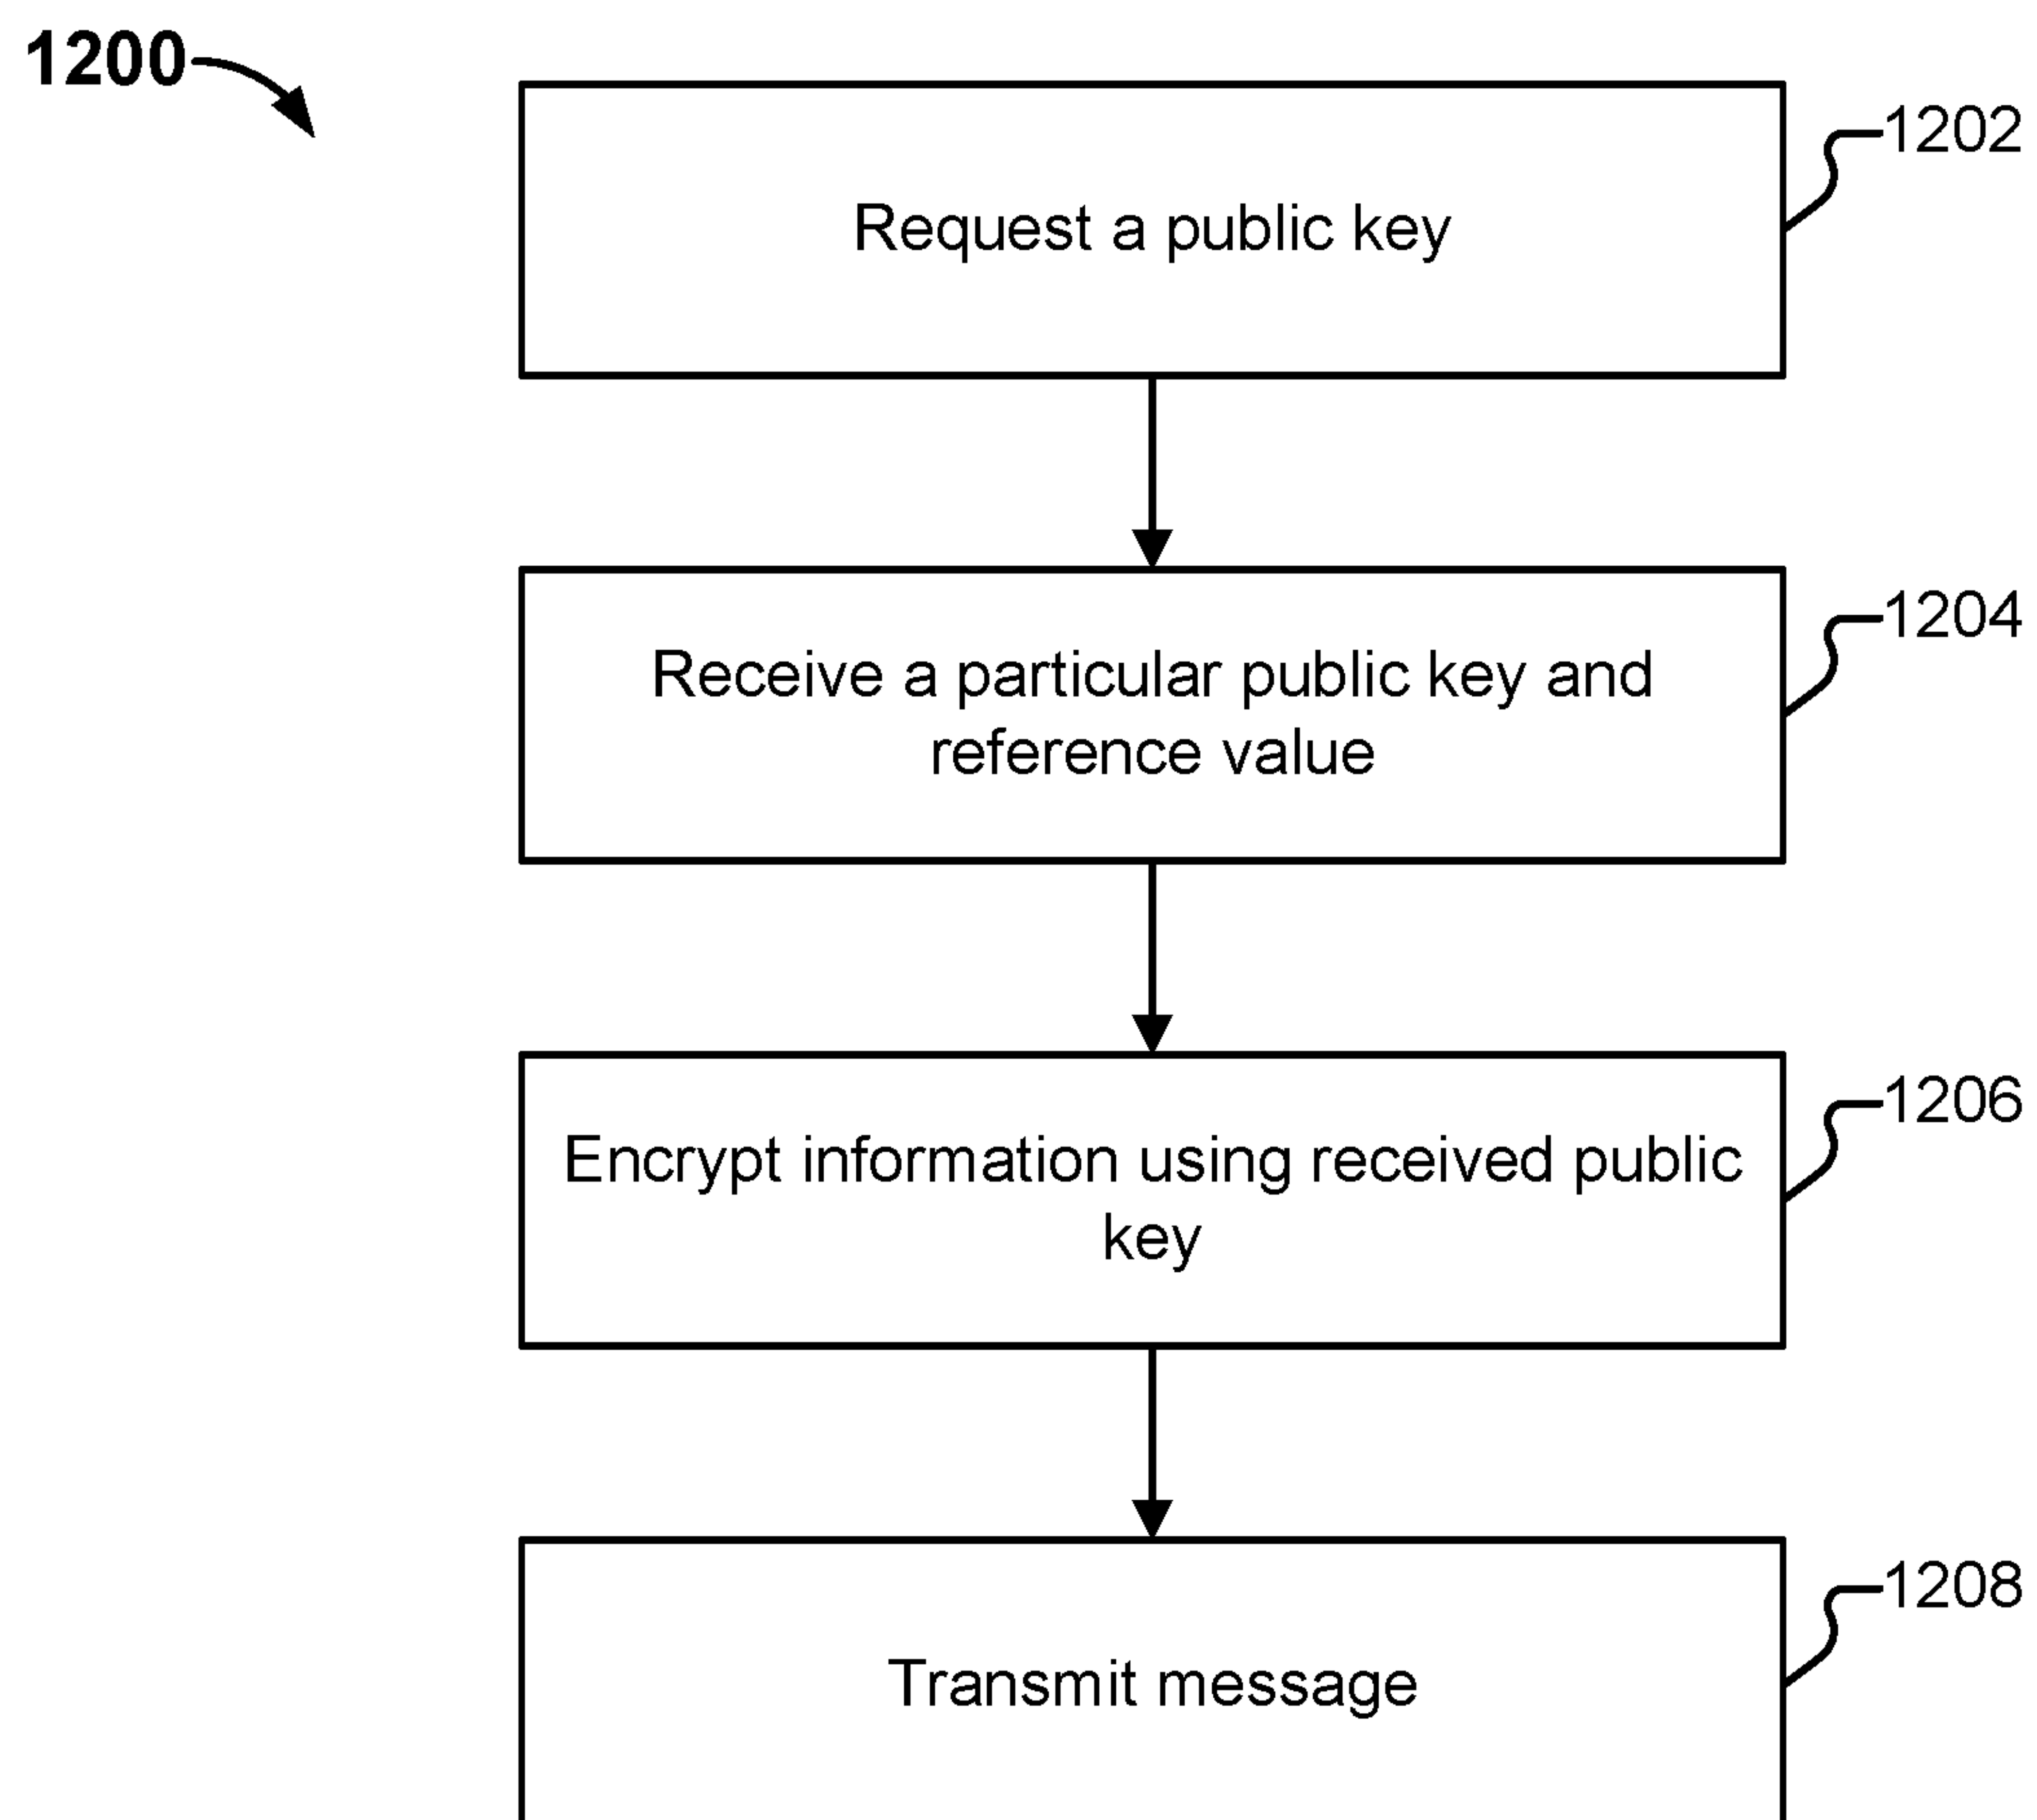 1200
1202
Request a public key
1204
Receive a particular public key and
reference value
1206
Encrypt information using received public
key
1208
Transmit message